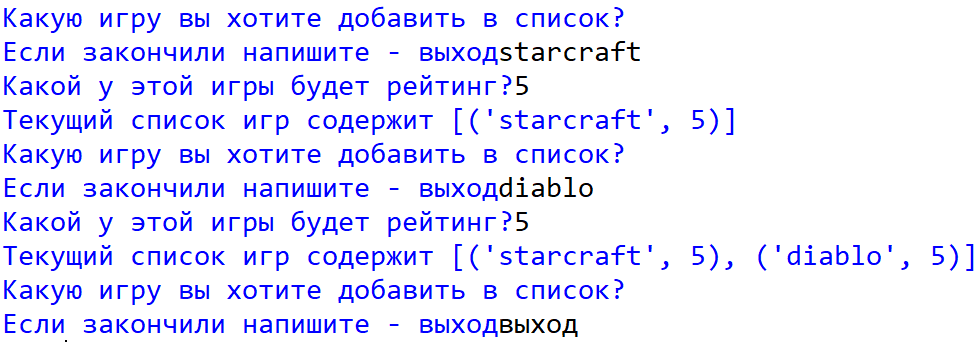 Какую игру вы хотите добавить в список?
Если закончили напишите - выходstarcraft
Какой у этой игры будет рейтинг?5
Текущий список игр содержит [('starcraft', 5)]
Какую игру вы хотите добавить в список?
Если закончили напишите - выходdiablo
Какой у этой игры будет рейтинг?5
Текущий список игр содержит [('starcraft', 5), ('diablo', 5)]
Какую игру вы хотите добавить в список?
Если закончили напишите - выходвыход